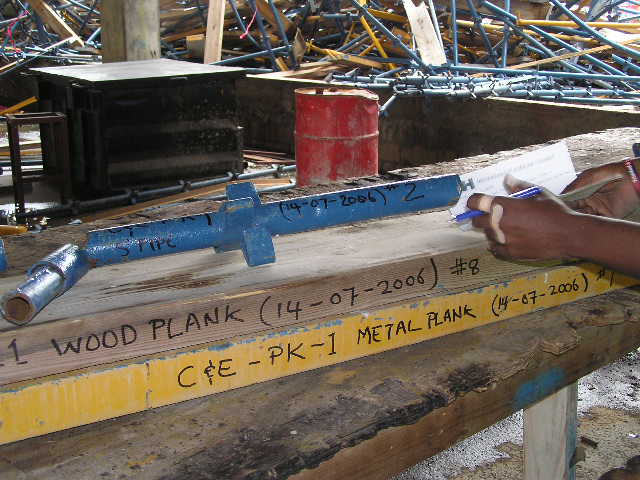 (14-07-2006) # 2
S PIPE
1 WOOD PLANK (14-07-2006) #8
C&E-PK-1 METAL PLANK (14-07-2006) #1